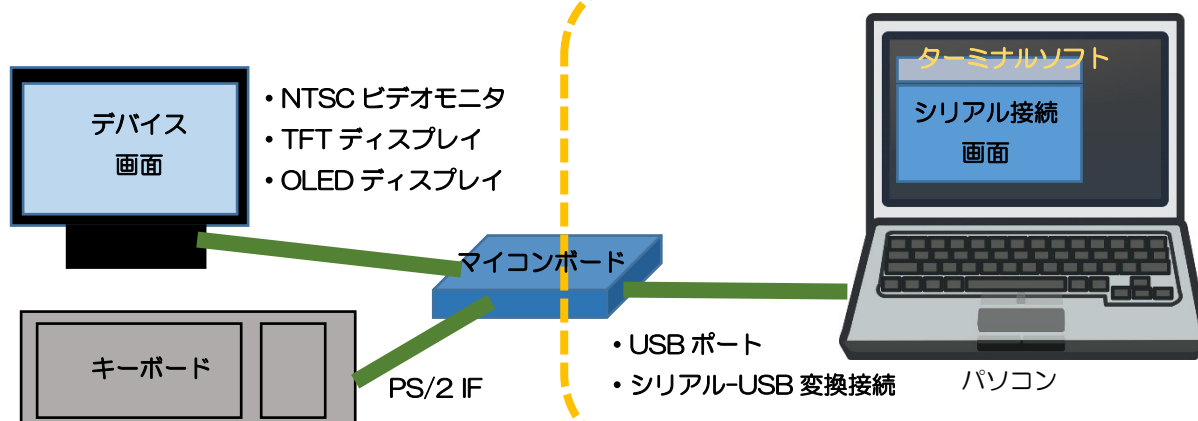 デバイス
画面
・NTSC ビデオモニタ
・TFT ディスプレイ
・OLED ディスプレイ
キーボード
PS/2 IF
マイコンボード
・USB ポート
・シリアル-USB 変換接続
ターミナルソフト
シリアル接続
画面
パソコン